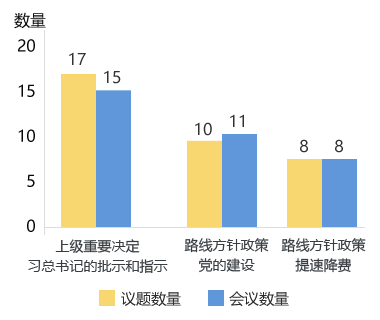 数量
20
15
10
5
0
17
15
10
11
8
8
上级重要决定
习总书记的批示和指示
路线方针政策
党的建设
路线方针政策
提速降费
议题数量
会议数量